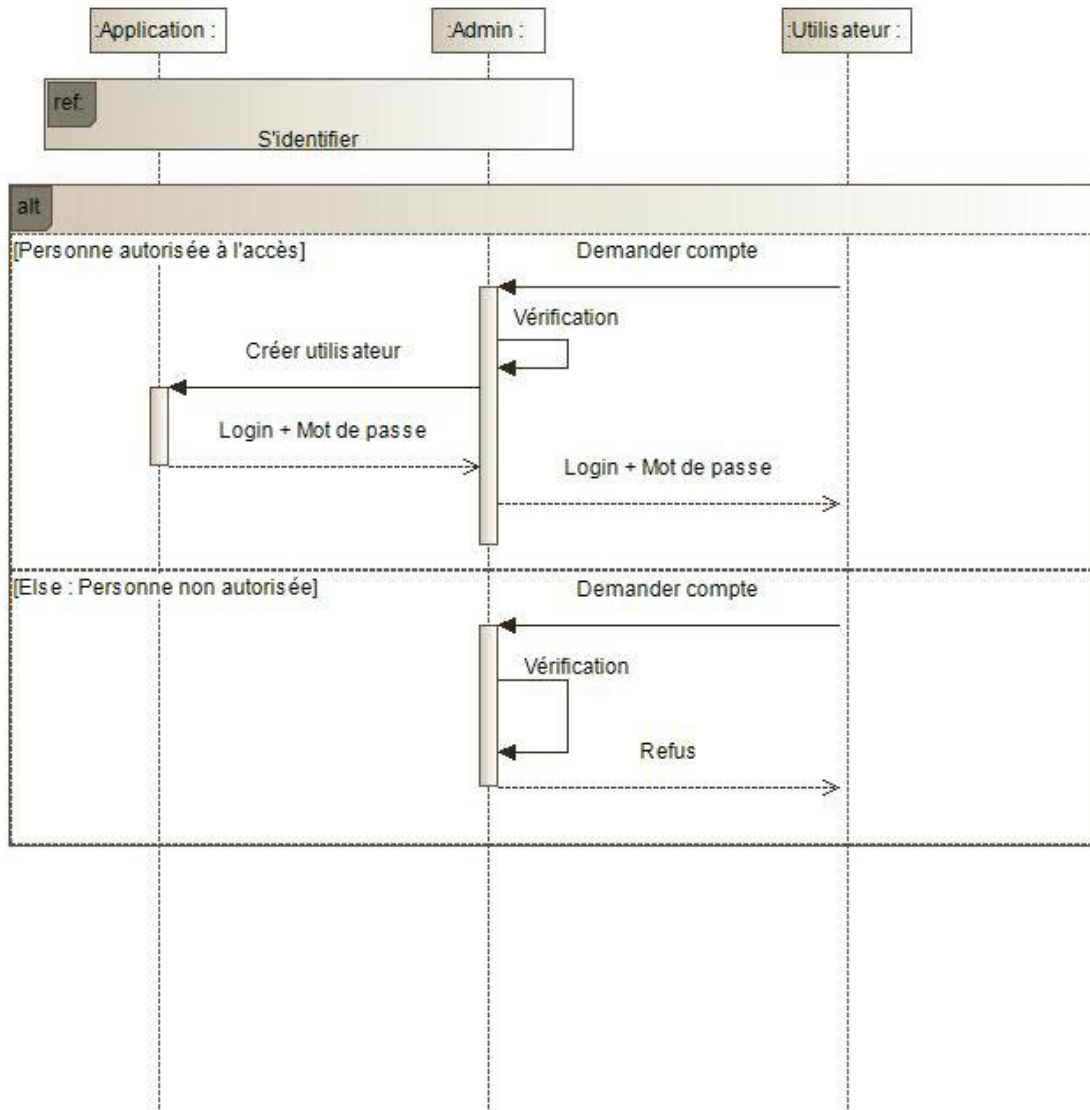 :Application :
:Admin :
:Utilisateur :
ref:
S'identifier
alt
[Personne autorisée à l'accès]
Demander compte
Vérification
Créer utilisateur
Login + Mot de passe
Login + Mot de passe
[Else : Personne non autorisée]
Demander compte
Vérification
Refus